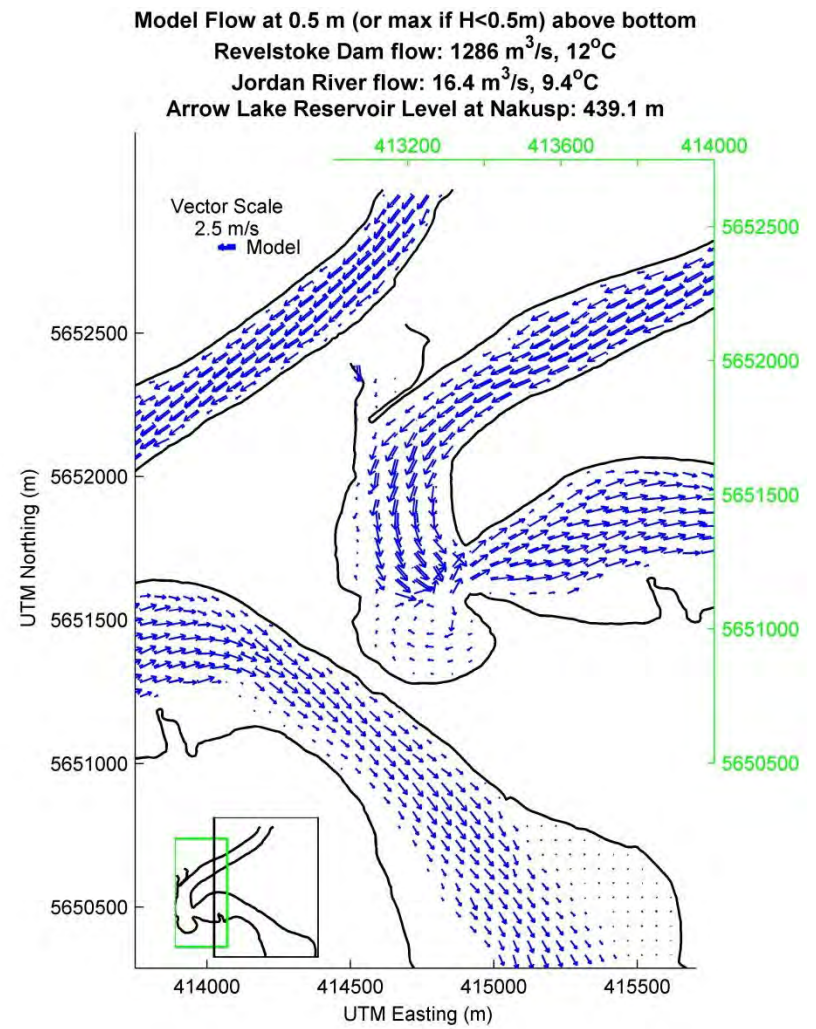 Model Flow at 0.5 m (or max if H<0.5m) above bottom
Revelstoke Dam flow: 1286 m³/s, 12°C
Jordan River flow: 16.4 m³/s, 9.4°C
Arrow Lake Reservoir Level at Nakusp: 439.1 m
413200 413600 414000
Vector Scale
2.5 m/s
Model
5652500
5652000
5651500
5651000
5650500
UTM Northing (m)
5652500
5652000
5651500
5651000
5650500
414000 414500 415000 415500
UTM Easting (m)